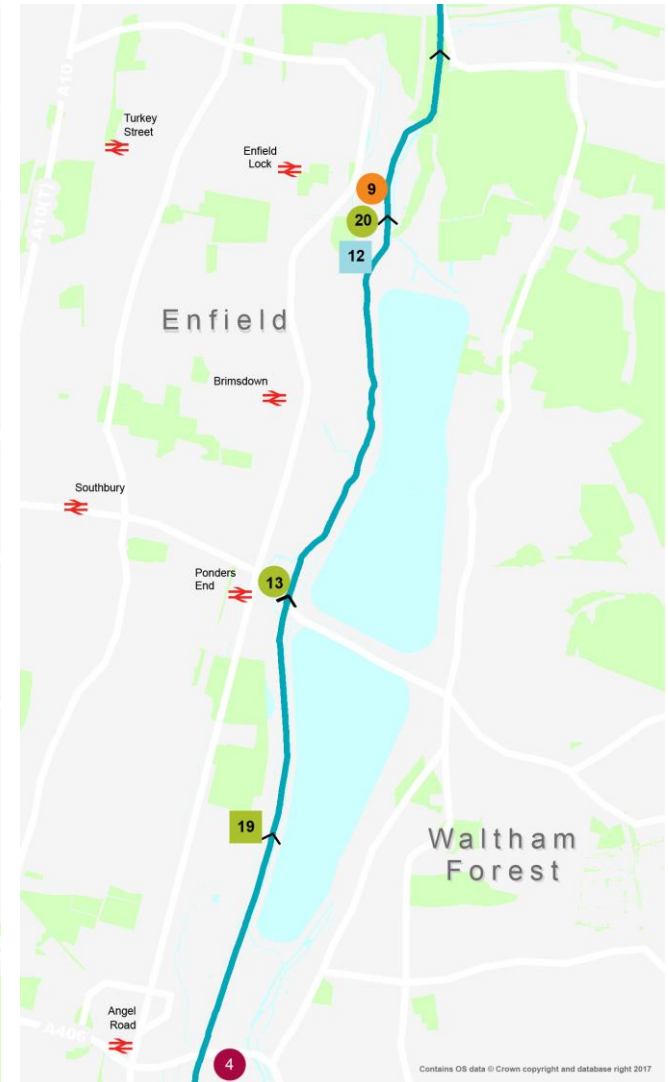 A10
Turkey
Street
Enfield
Lock
A10(T)
9
20
12
Enfield
Brimsdown
Southbury
Ponders
End
13
19
Waltham
Forest
Angel
Road
A406
4
Contains OS data © Crown copyright and database right 2017